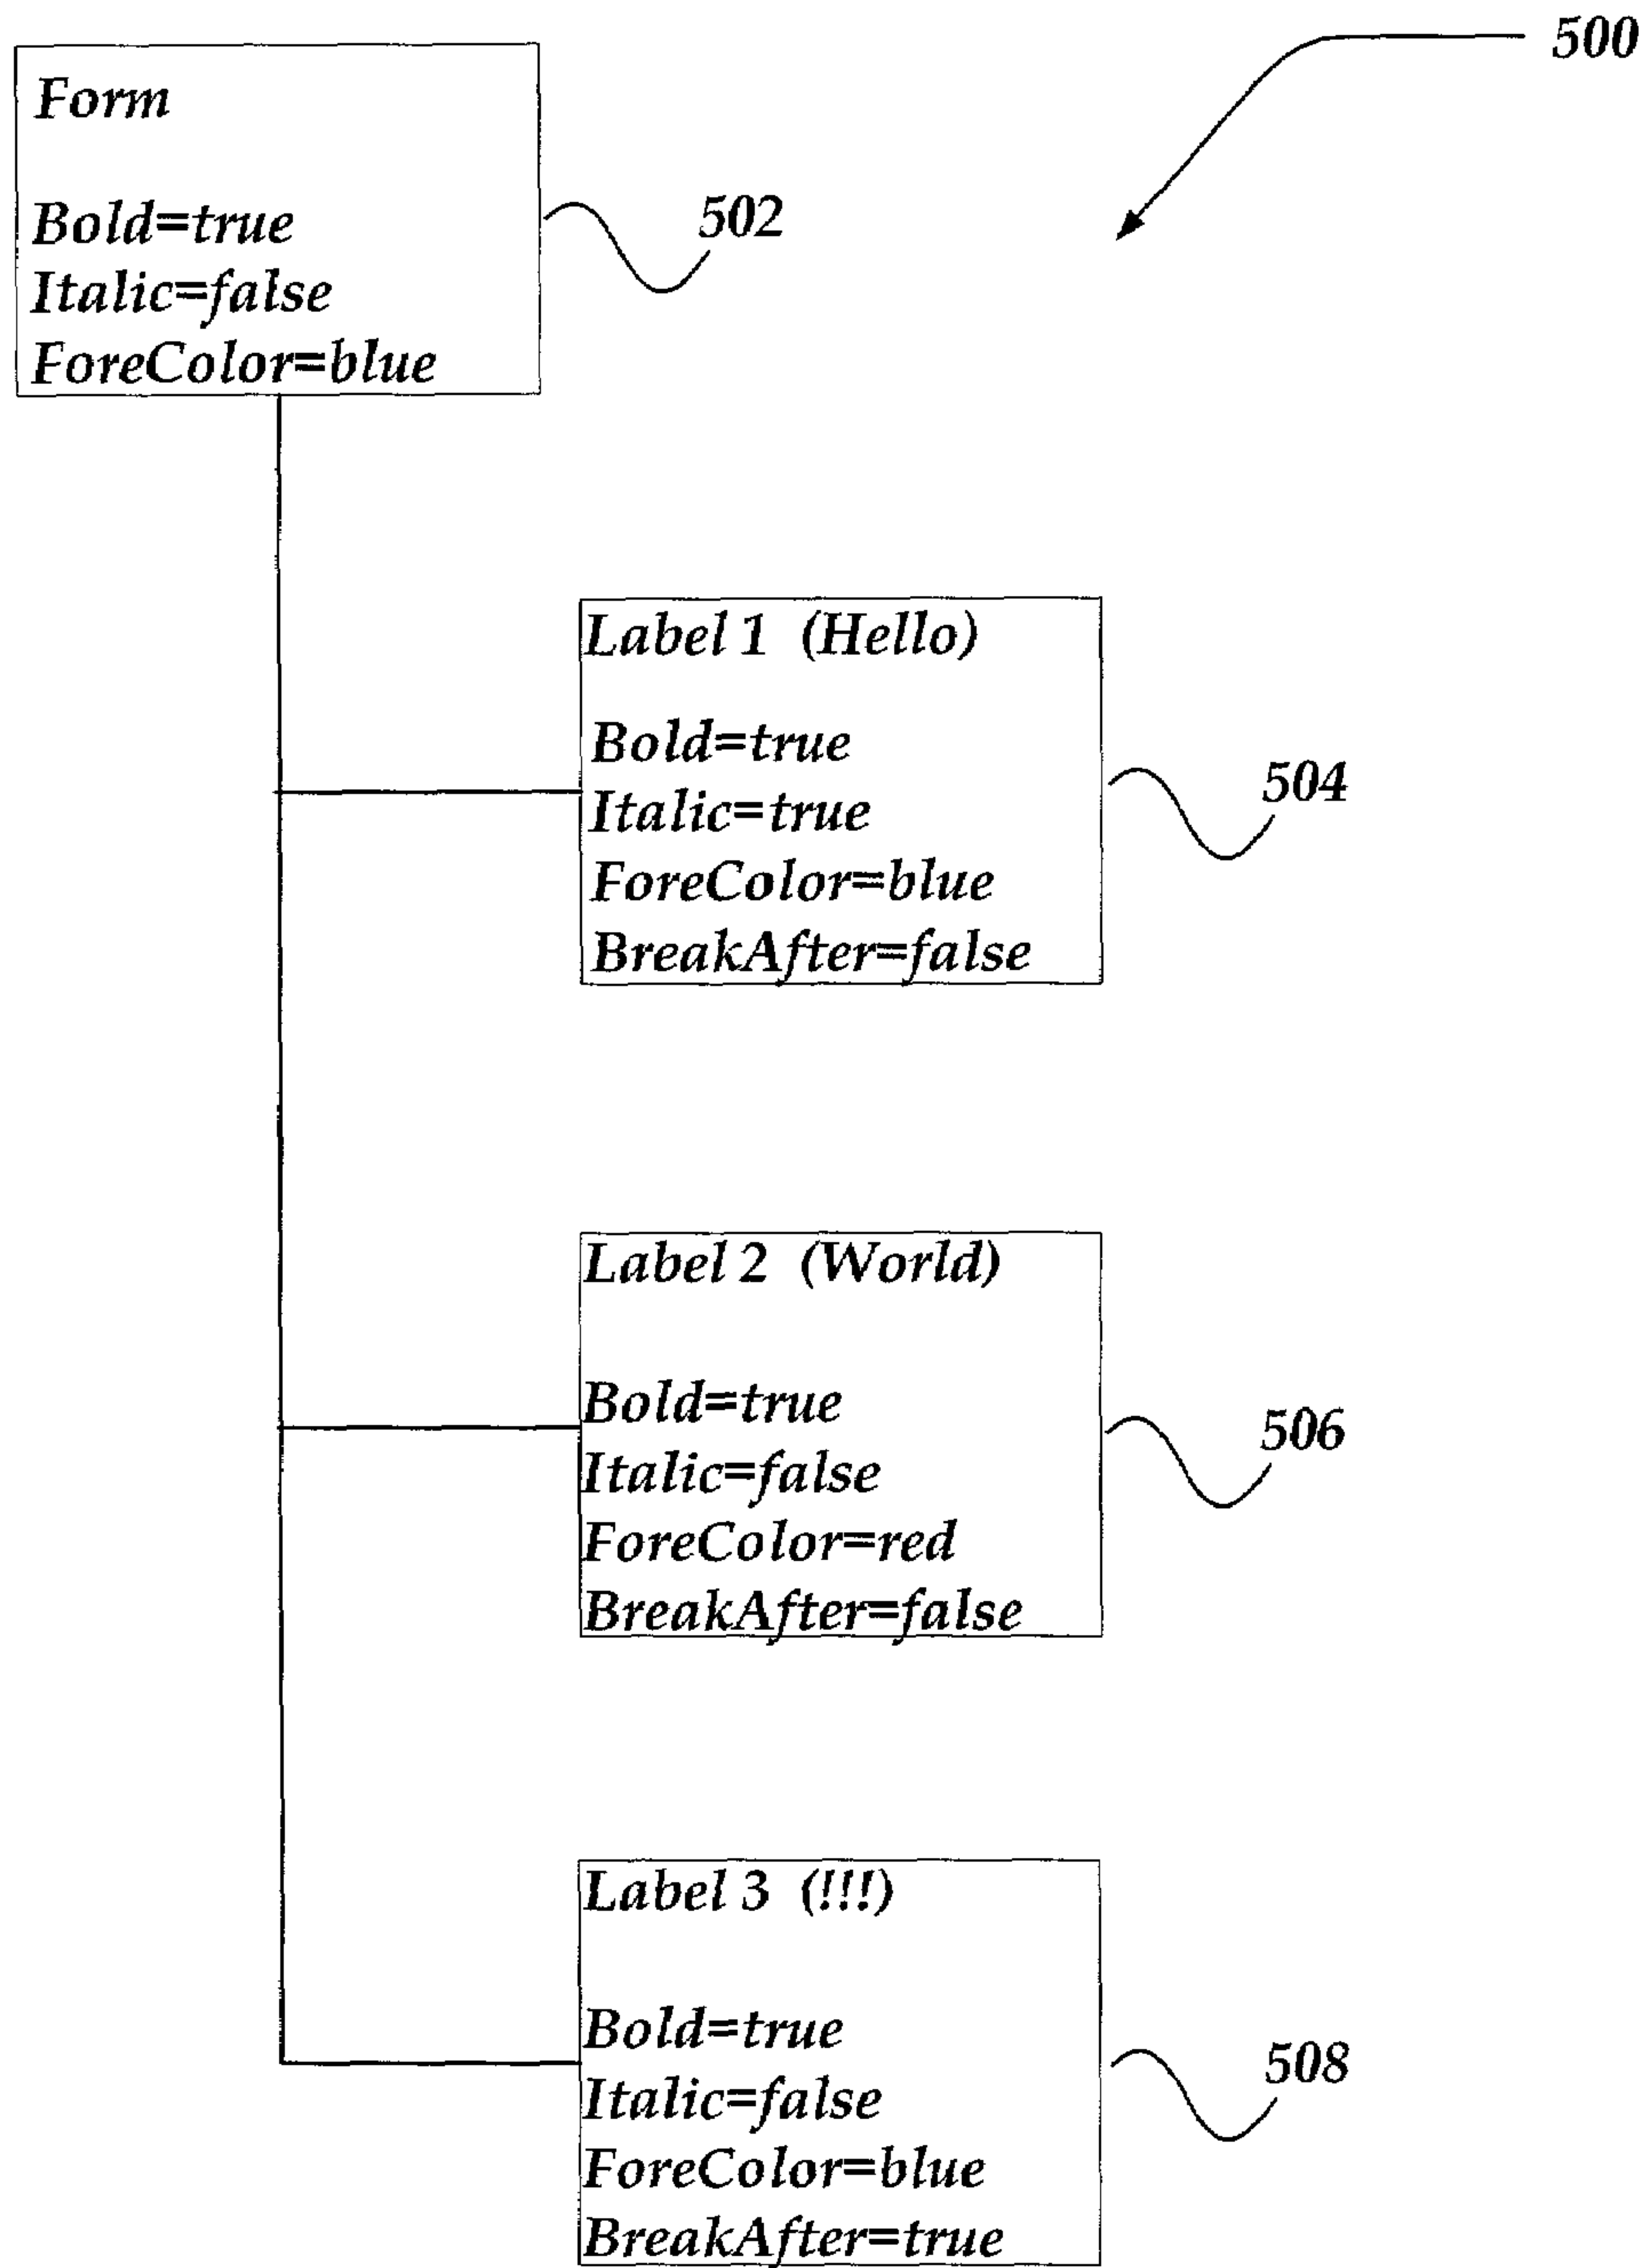 500
Form
Bold=true
Italic=false
ForeColor=blue
502
Label 1 (Hello)
Bold=true
Italic=true
ForeColor=blue
BreakAfter=false
504
Label 2 (World)
Bold=true
Italic=false
ForeColor=red
BreakAfter=false
506
Label 3 (!!!)
Bold=true
Italic=false
ForeColor=blue
BreakAfter=true
508